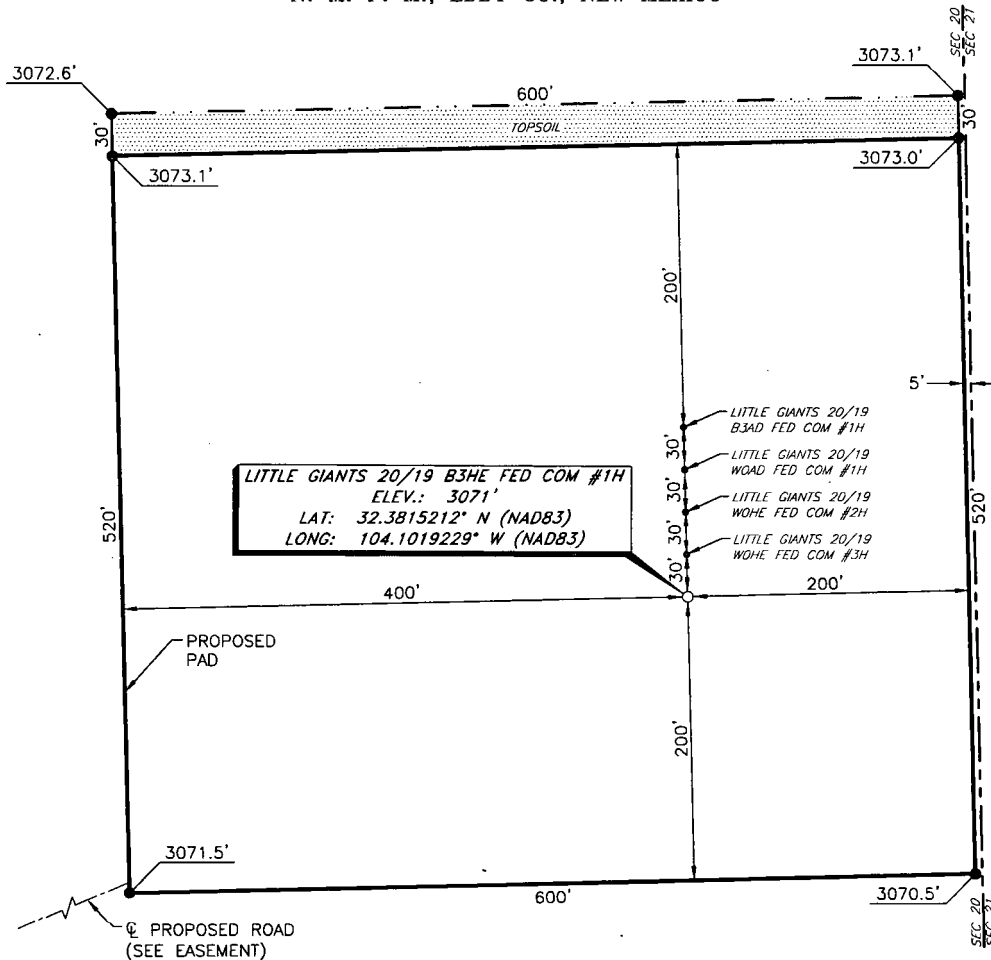 N. M. P. M., EDDY CO., NEW MEXICO
SEC 20
SEC 21
3072.6'
3073.1'
600'
30'
TOPSOIL
30'
3073.1'
3073.0'
200'
5'
LITTLE GIANTS 20/19
B3AD FED COM #1H
30'
LITTLE GIANTS 20/19
WOAD FED COM #1H
30'
LITTLE GIANTS 20/19
WOHE FED COM #2H
30'
LITTLE GIANTS 20/19
WOHE FED COM #3H
30'
520'
520'
LITTLE GIANTS 20/19 B3HE FED COM #1H
ELEV.: 3071'
LAT: 32.3815212° N (NAD83)
LONG: 104.1019229° W (NAD83)
400'
200'
PROPOSED
PAD
200'
3071.5'
600'
3070.5'
℄ PROPOSED ROAD
(SEE EASEMENT)
SEC 20
SEC 21